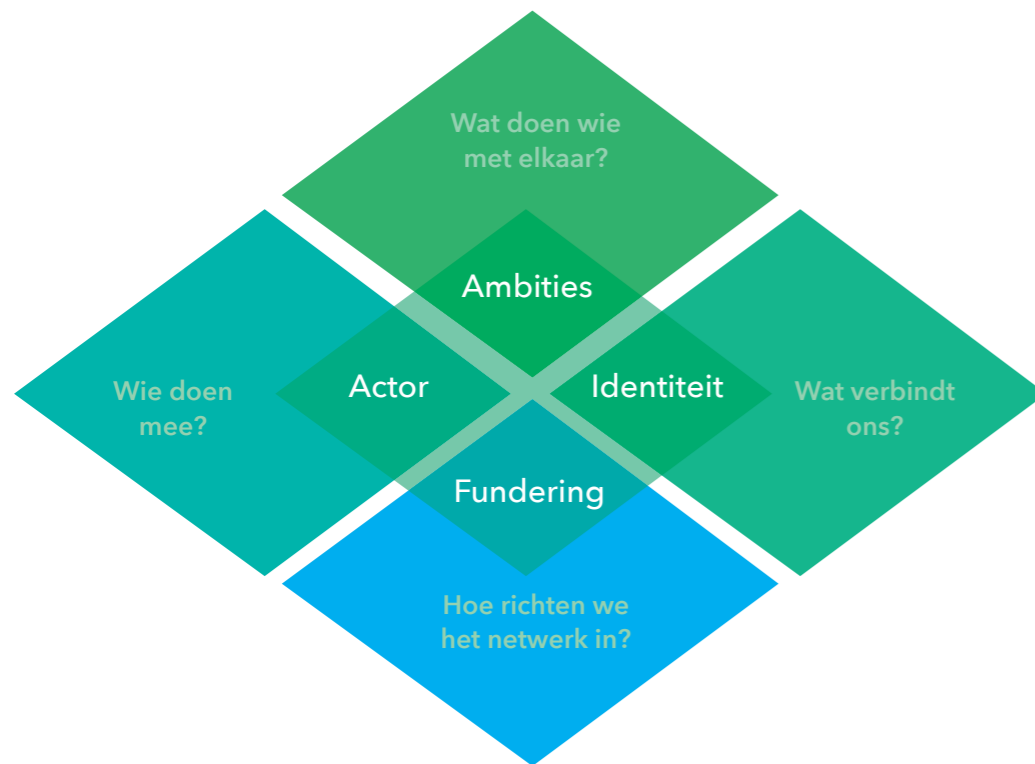 Wat doen wie
met elkaar?
Ambities
Wie doen
mee?
Actor
Identiteit
Wat verbindt
ons?
Fundering
Hoe richten we
het netwerk in?